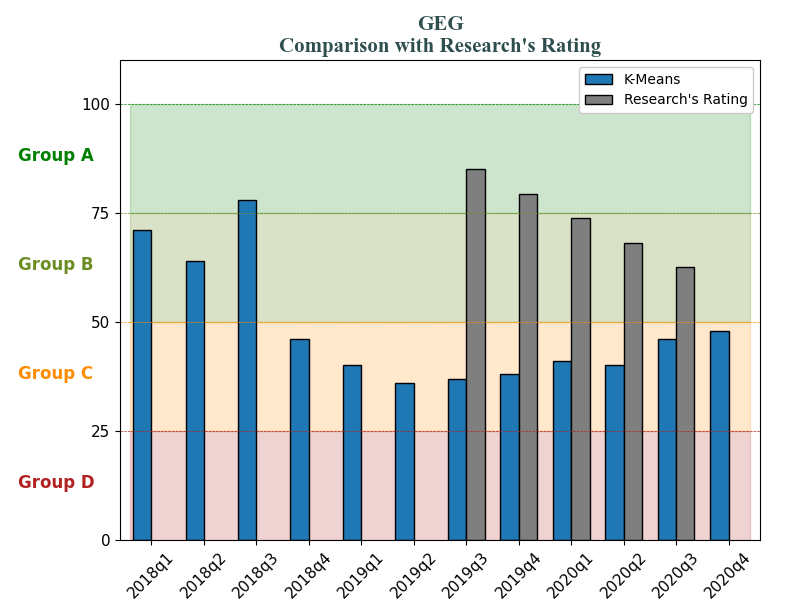 GEG
Comparison with Research's Rating
K-Means
Research's Rating
100
Group A
75
Group B
50
Group C
25
Group D
0
2018q1
2018q2
2018q3
2018q4
2019q1
2019q2
2019q3
2019q4
2020q1
2020q2
2020q3
2020q4